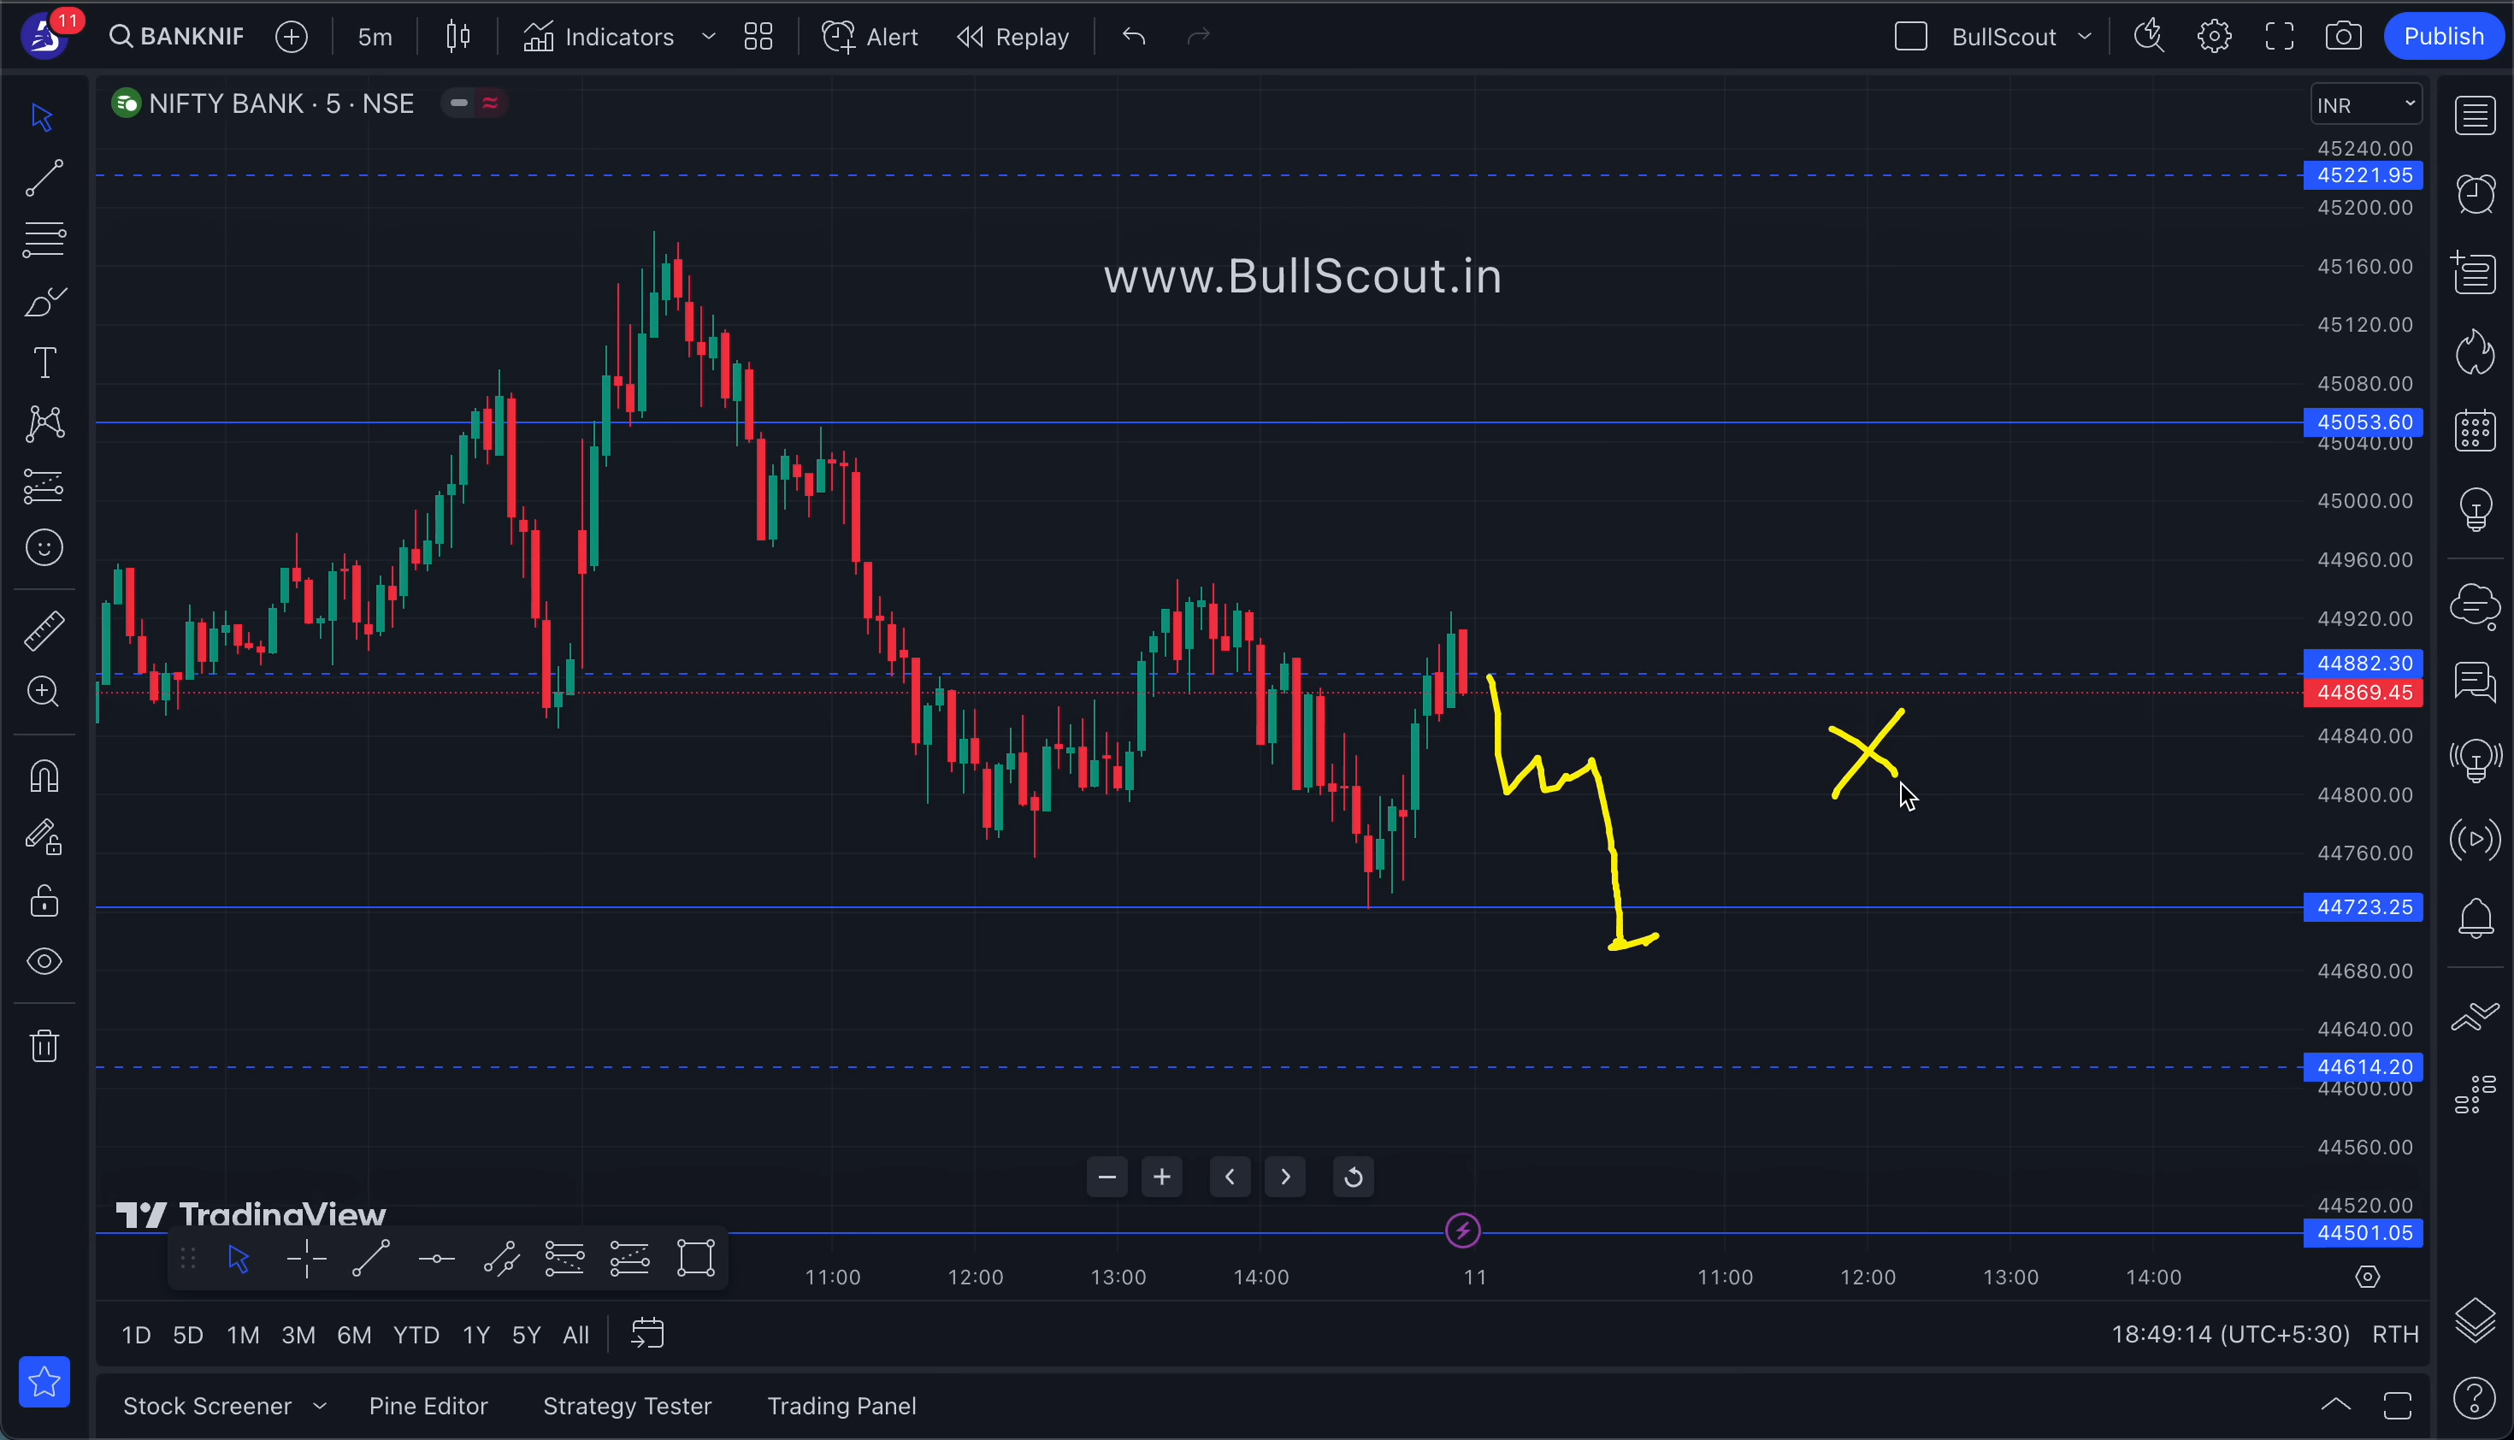 11
BANKNIF
5m
Indicators
Alert
Replay
BullScout
Publish
NIFTY BANK · 5 · NSE
INR
www.BullScout.in
45240.00
45221.95
45200.00
45160.00
45120.00
45080.00
45053.60
45040.00
45000.00
44960.00
44920.00
44882.30
44869.45
44840.00
44800.00
44760.00
44723.25
44680.00
44640.00
44614.20
44600.00
44560.00
44520.00
44501.05
TradingView
11:00 12:00 13:00 14:00 11 11:00 12:00 13:00 14:00
1D 5D 1M 3M 6M YTD 1Y 5Y All
18:49:14 (UTC+5:30) RTH
Stock Screener Pine Editor Strategy Tester Trading Panel